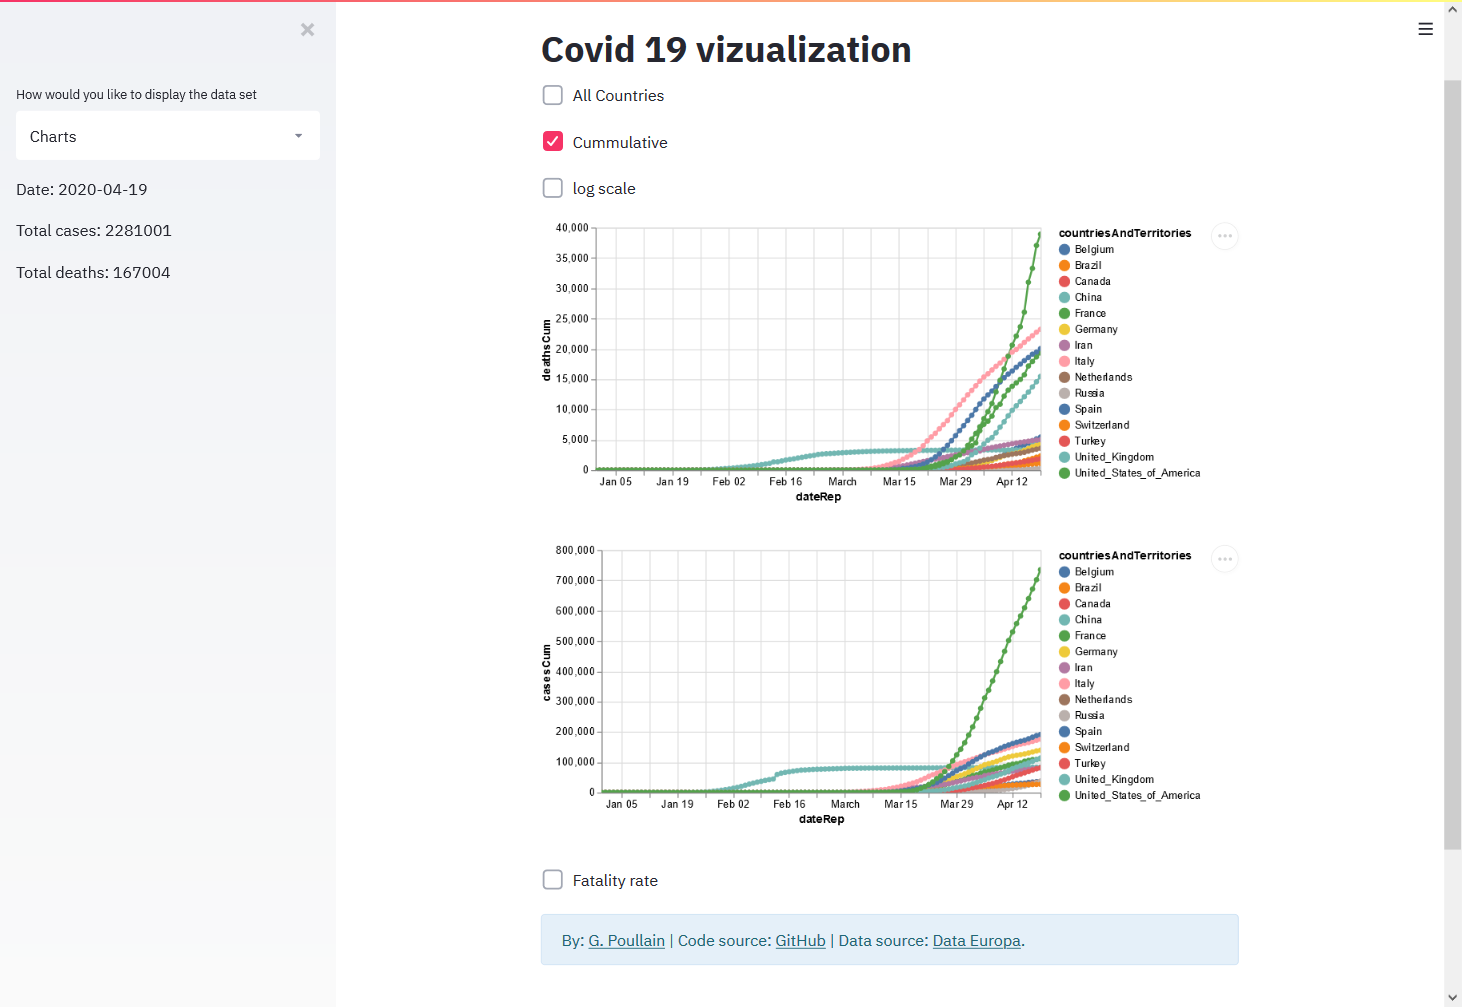 ×
How would you like to display the data set
Charts
Date: 2020-04-19
Total cases: 2281001
Total deaths: 167004
Covid 19 vizualization
All Countries
Cummulative
log scale
40,000
35,000
30,000
25,000
20,000
15,000
10,000
5,000
0
deathsCum
Jan 05 Jan 19 Feb 02 Feb 16 March Mar 15 Mar 29 Apr 12
dateRep
countriesAndTerritories
Belgium
Brazil
Canada
China
France
Germany
Iran
Italy
Netherlands
Russia
Spain
Switzerland
Turkey
United_Kingdom
United_States_of_America
800,000
700,000
600,000
500,000
400,000
300,000
200,000
100,000
0
casesCum
Jan 05 Jan 19 Feb 02 Feb 16 March Mar 15 Mar 29 Apr 12
dateRep
countriesAndTerritories
Belgium
Brazil
Canada
China
France
Germany
Iran
Italy
Netherlands
Russia
Spain
Switzerland
Turkey
United_Kingdom
United_States_of_America
Fatality rate
By: G. Poullain | Code source: GitHub | Data source: Data Europa.